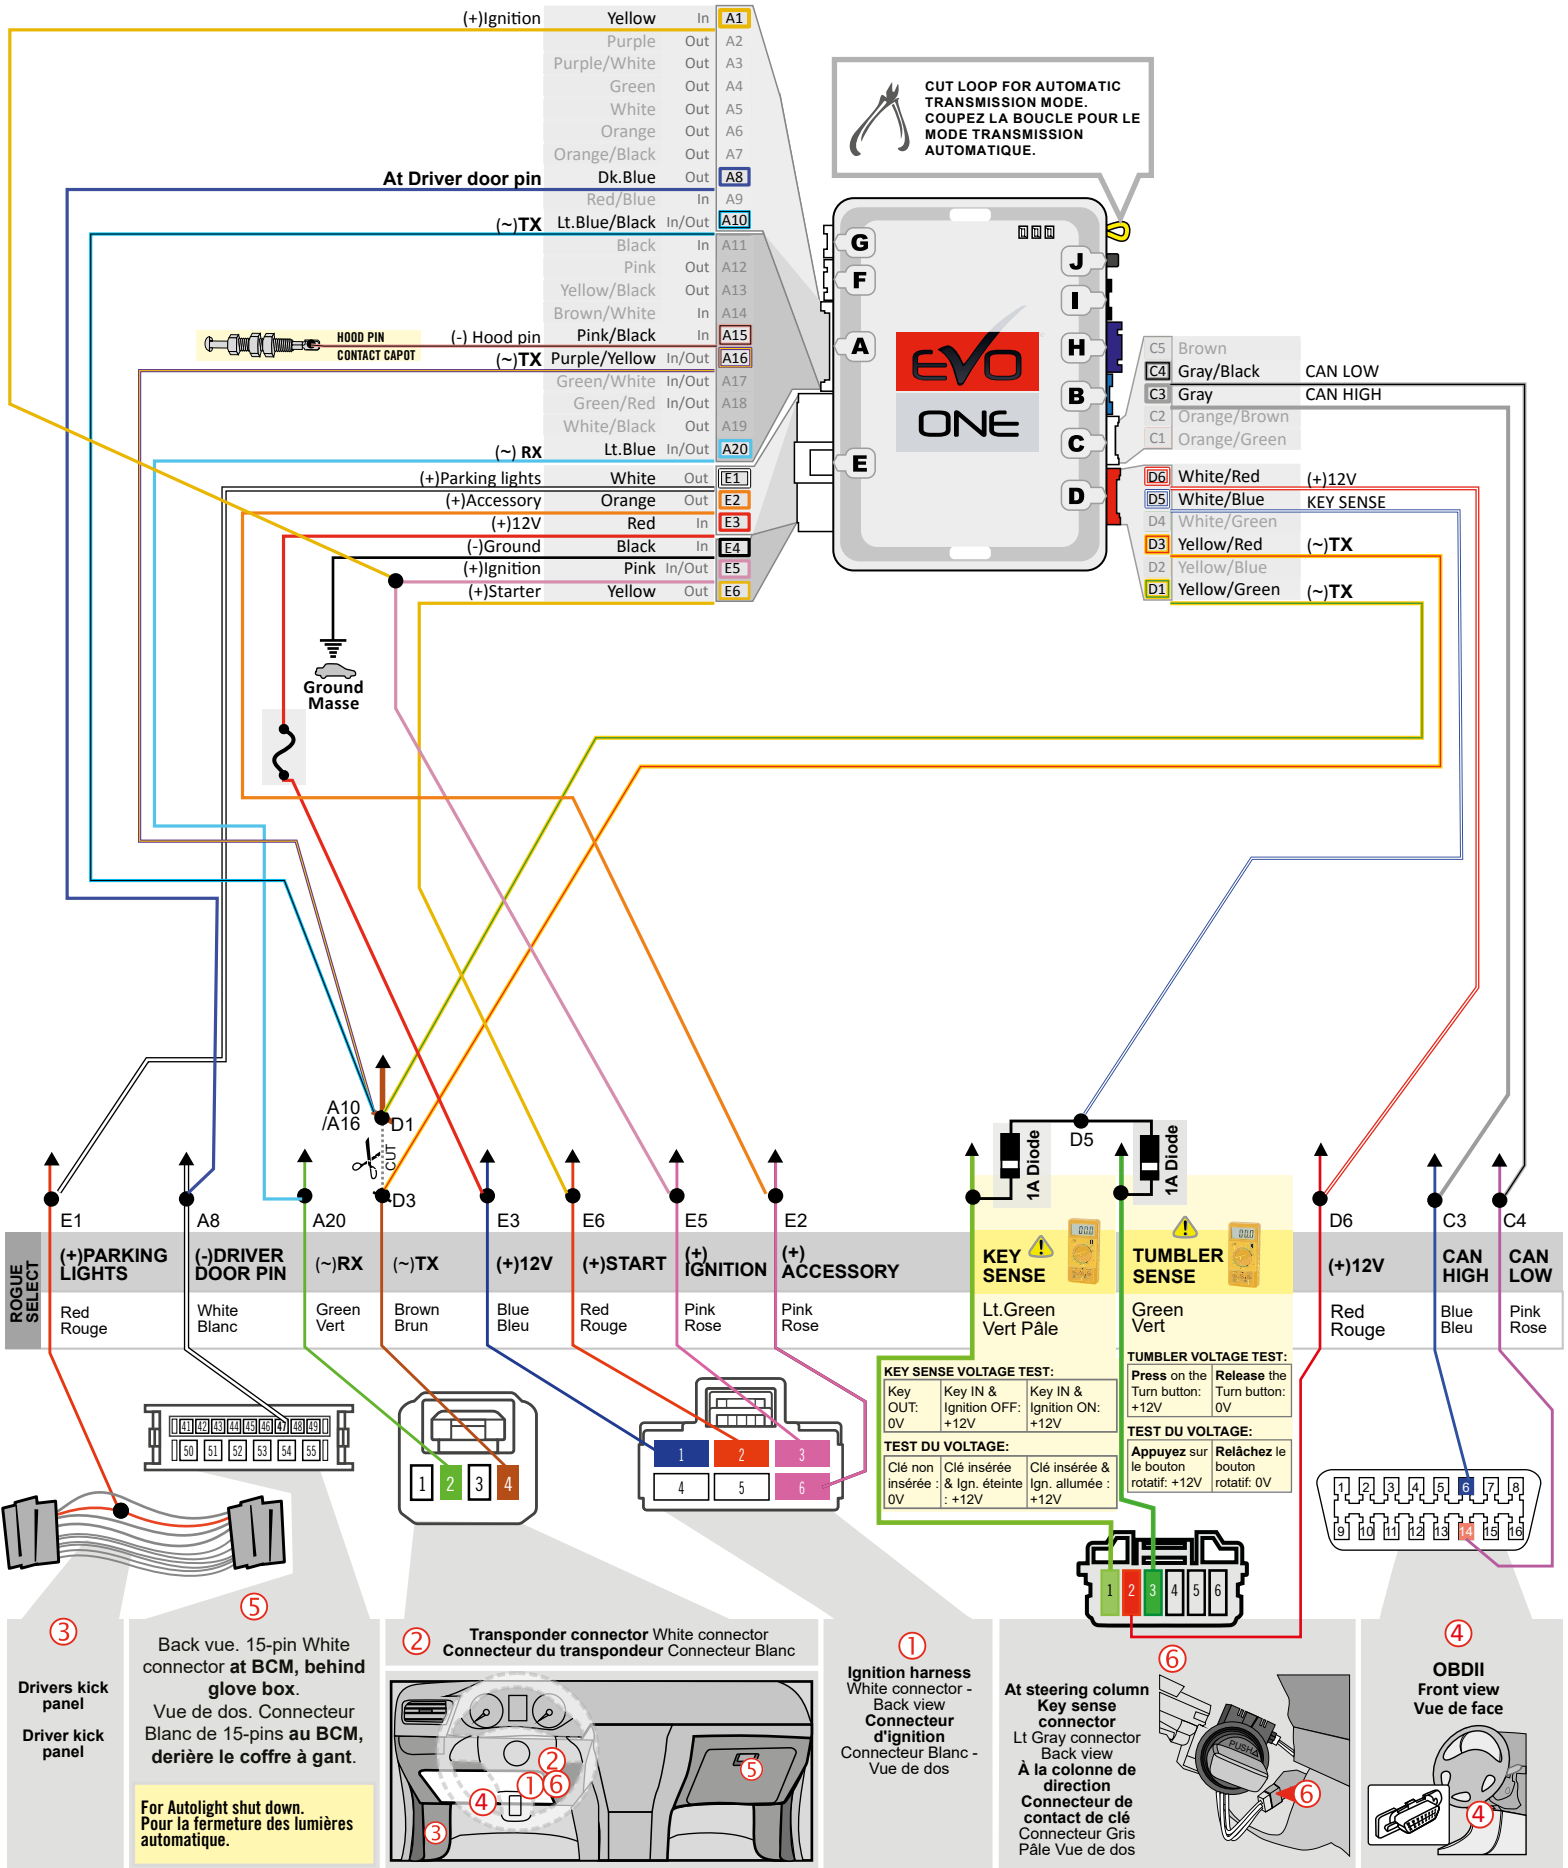 (+)Ignition Yellow In A1
Purple Out A2
Purple/White Out A3
Green Out A4
White Out A5
Orange Out A6
Orange/Black Out A7
At Driver door pin Dk.Blue Out A8
Red/Blue In A9
(~)TX Lt.Blue/Black In/Out A10
Black In A11
Pink Out A12
Yellow/Black Out A13
Brown/White In A14
(-) Hood pin Pink/Black In A15
(~)TX Purple/Yellow In/Out A16
Green/White In/Out A17
Green/Red In/Out A18
White/Black Out A19
(~) RX Lt.Blue In/Out A20
(+)Parking lights White Out E1
(+)Accessory Orange Out E2
(+)12V Red In E3
(-)Ground Black In E4
(+)Ignition Pink In/Out E5
(+)Starter Yellow Out E6
HOOD PIN
CONTACT CAPOT
Ground
Masse
CUT LOOP FOR AUTOMATIC
TRANSMISSION MODE.
COUPEZ LA BOUCLE POUR LE
MODE TRANSMISSION
AUTOMATIQUE.
G
F
A
E
J
I
H
B
C
D
EVO
ONE
C5 Brown
C4 Gray/Black CAN LOW
C3 Gray CAN HIGH
C2 Orange/Brown
C1 Orange/Green
D6 White/Red (+)12V
D5 White/Blue KEY SENSE
D4 White/Green
D3 Yellow/Red (~)TX
D2 Yellow/Blue
D1 Yellow/Green (~)TX
A10
/A16
D1
CUT
D3
D5
1A Diode
1A Diode
E1 A8 A20 E3 E6 E5 E2 D6 C3 C4
ROGUE
SELECT
(+)PARKING
LIGHTS
Red
Rouge
(-)DRIVER
DOOR PIN
White
Blanc
(~)RX
Green
Vert
(~)TX
Brown
Brun
(+)12V
Blue
Bleu
(+)START
Red
Rouge
(+)
IGNITION
Pink
Rose
(+)
ACCESSORY
Pink
Rose
KEY
SENSE
Lt.Green
Vert Pâle
00.0
TUMBLER
SENSE
Green
Vert
00.0
(+)12V
Red
Rouge
CAN
HIGH
Blue
Bleu
CAN
LOW
Pink
Rose
KEY SENSE VOLTAGE TEST:
Key
OUT:
0V
Key IN &
Ignition OFF:
+12V
Key IN &
Ignition ON:
+12V
TEST DU VOLTAGE:
Clé non
insérée :
0V
Clé insérée
& Ign. éteinte
: +12V
Clé insérée &
Ign. allumée :
+12V
TUMBLER VOLTAGE TEST:
Press on the
Turn button:
+12V
Release the
Turn button:
0V
TEST DU VOLTAGE:
Appuyez sur
le bouton
rotatif: +12V
Relâchez le
bouton
rotatif: 0V
41 42 43 44 45 46 47 48 49
50 51 52 53 54 55
1 2 3 4
1 2 3
4 5 6
1 2 3 4 5 6
1 2 3 4 5 6 7 8
9 10 11 12 13 14 15 16
3
Drivers kick
panel
Driver kick
panel
5
Back vue. 15-pin White
connector at BCM, behind
glove box.
Vue de dos. Connecteur
Blanc de 15-pins au BCM,
derière le coffre à gant.
For Autolight shut down.
Pour la fermeture des lumières
automatique.
2
Transponder connector White connector
Connecteur du transpondeur Connecteur Blanc
2
1 6
4
3
5
1
Ignition harness
White connector -
Back view
Connecteur
d'ignition
Connecteur Blanc -
Vue de dos
6
At steering column
Key sense
connector
Lt Gray connector
Back view
À la colonne de
direction
Connecteur de
contact de clé
Connecteur Gris
Pâle Vue de dos
PUSH
6
4
OBDII
Front view
Vue de face
4